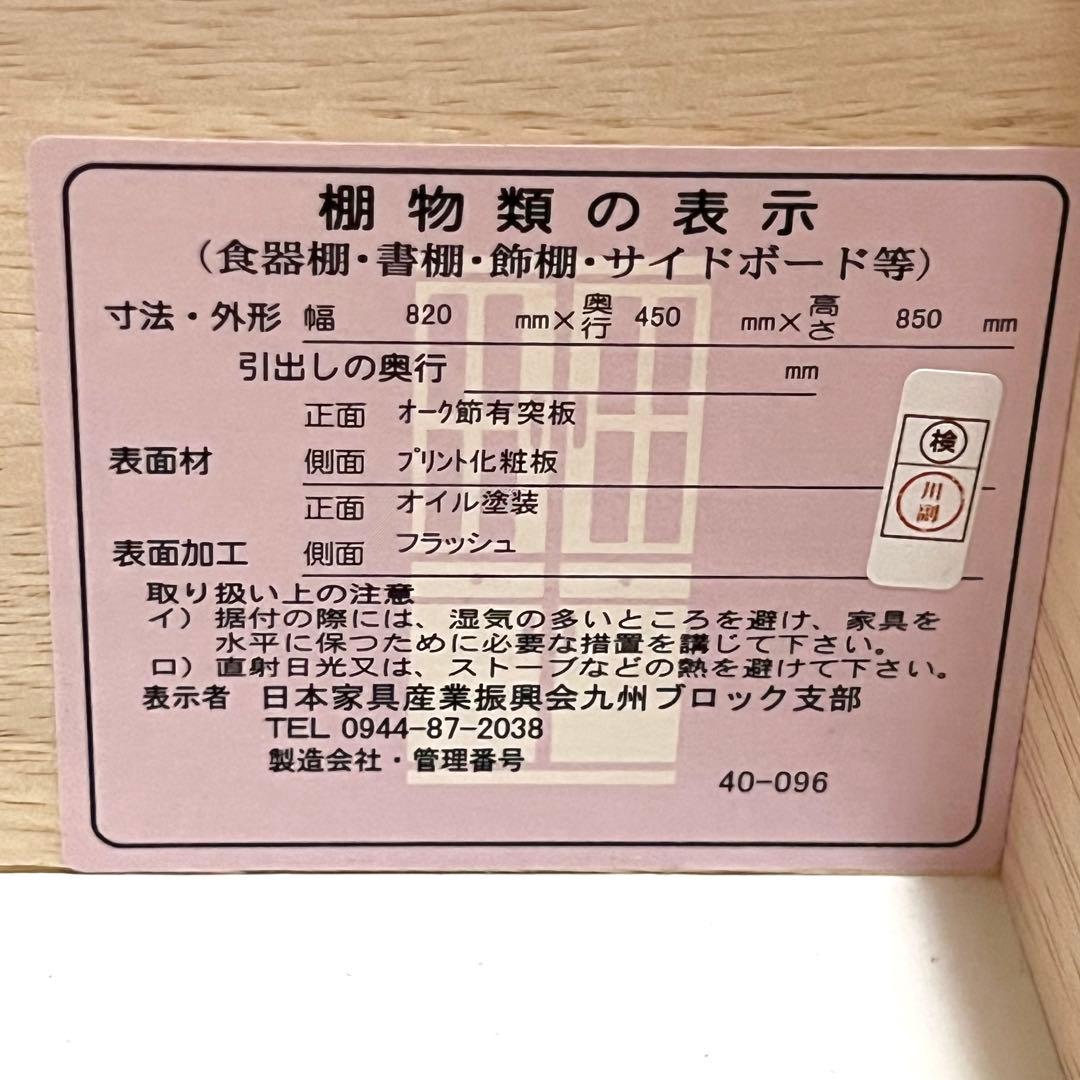 棚物類の表示
(食器棚・書棚・飾棚・サイドボード等)
寸法・外形 幅 820 mm×奥行 450 mm×高さ 850 mm
引出しの奥行 mm
表面材 正面 オーク節有突板
側面 プリント化粧板
表面加工 正面 オイル塗装
側面 フラッシュ
取り扱い上の注意
イ) 据付の際には、湿気の多いところを避け、家具を
水平に保つために必要な措置を講じて下さい。
ロ) 直射日光又は、ストーブなどの熱を避けて下さい。
表示者 日本家具産業振興会九州ブロック支部
TEL 0944-87-2038
製造会社・管理番号
40-096
検
川副